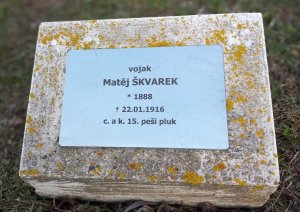 vojak
Matěj ŠKVAREK
* 1888
† 22.01.1916
c. a k. 15. peši pluk